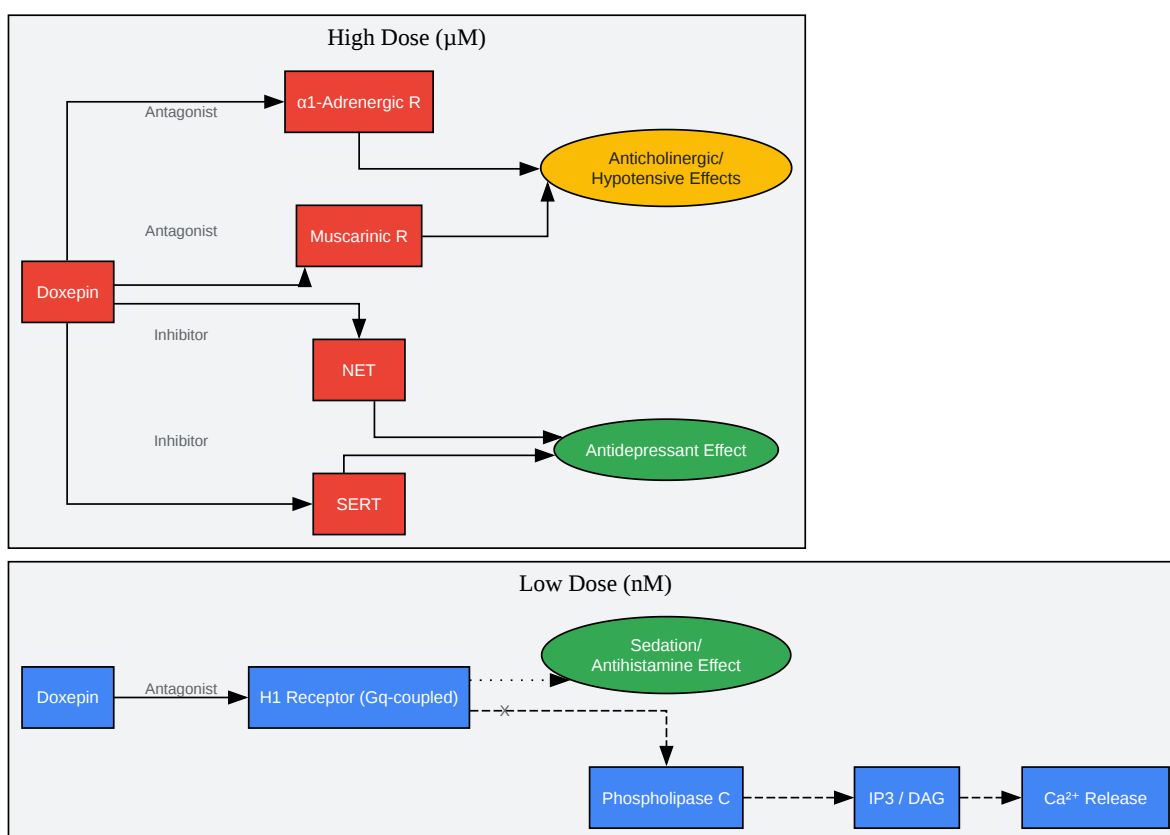 High Dose (µM)
α1-Adrenergic R
Antagonist
Anticholinergic/
Hypotensive Effects
Antagonist
Muscarinic R
Doxepin
Inhibitor
NET
Inhibitor
Antidepressant Effect
SERT
Low Dose (nM)
Sedation/
Antihistamine Effect
Doxepin
Antagonist
H1 Receptor (Gq-coupled)
X
Phospholipase C
IP3 / DAG
Ca²⁺ Release